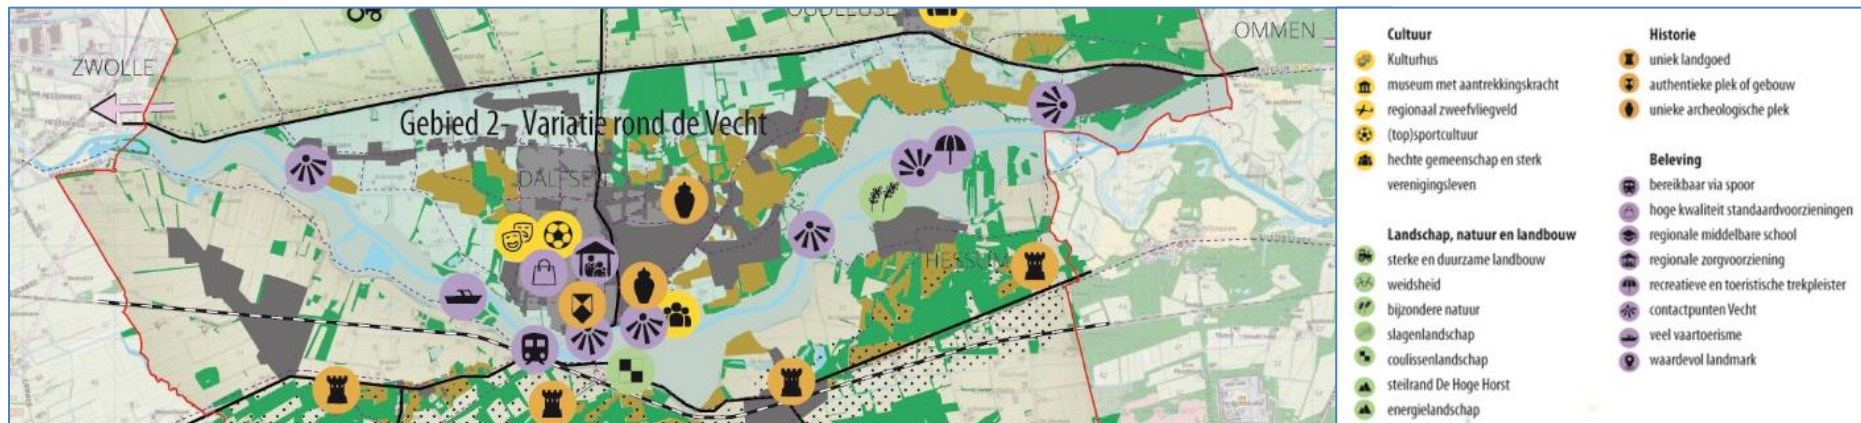 OUDLEUSEN
OMMEN
ZWOLLE
Gebied 2 - Variatie rond de Vecht
DALFSEN
HESSUM
Cultuur
Kulturhus
museum met aantrekkingskracht
regionaal zweefvliegveld
(top)sportcultuur
hechte gemeenschap en sterk
verenigingsleven
Landschap, natuur en landbouw
sterke en duurzame landbouw
weidsheid
bijzondere natuur
slagenlandschap
coulissenlandschap
steilrand De Hoge Horst
energielandschap
Historie
uniek landgoed
authentieke plek of gebouw
unieke archeologische plek
Beleving
bereikbaar via spoor
hoge kwaliteit standaardvoorzieningen
regionale middelbare school
regionale zorgvoorziening
recreatieve en toeristische trekpleister
contactpunten Vecht
veel vaartoerisme
waardevol landmark